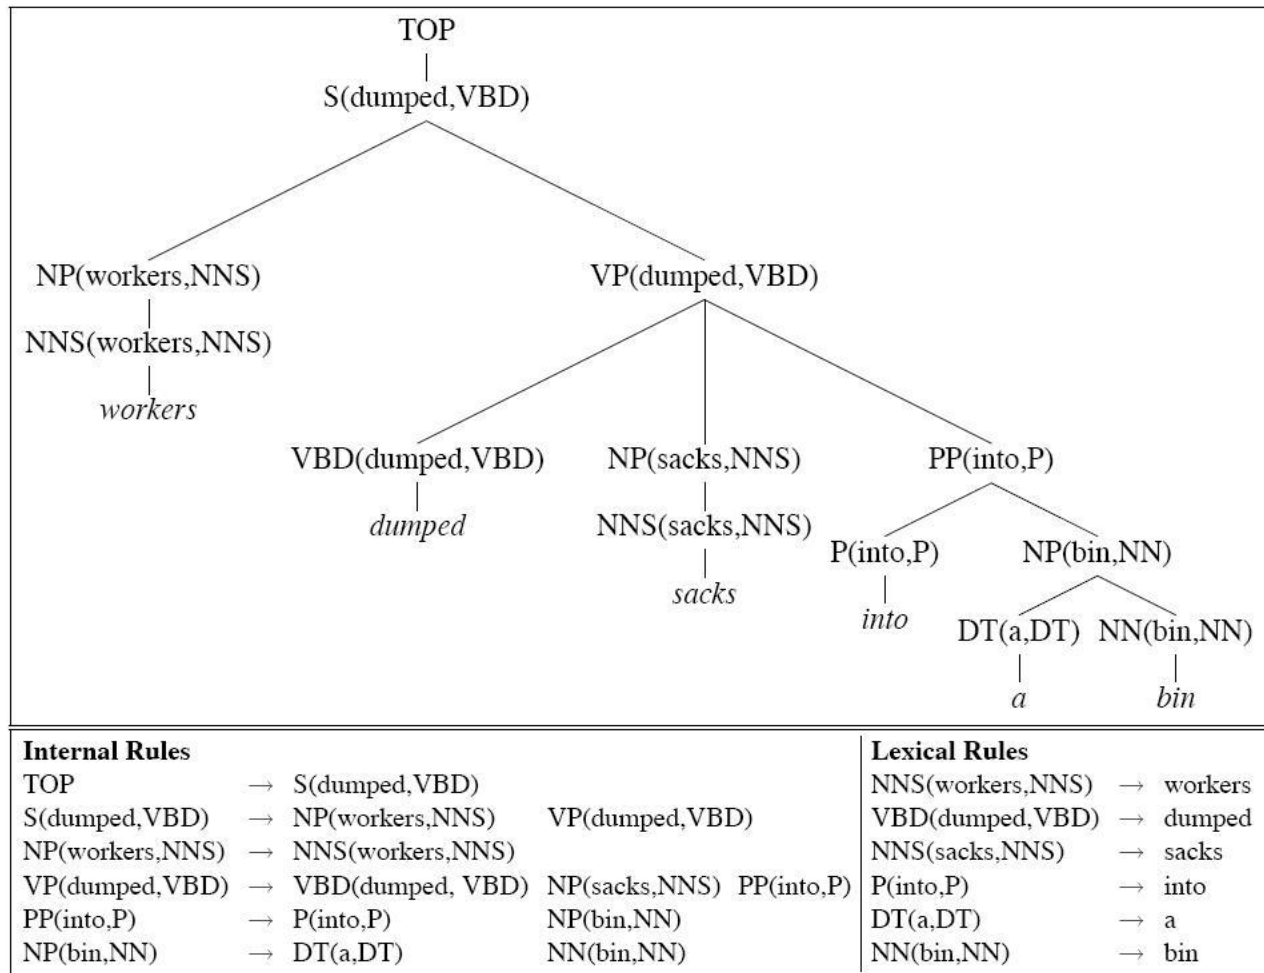 TOP
S(dumped,VBD)
NP(workers,NNS) VP(dumped,VBD)
NNS(workers,NNS)
workers
VBD(dumped,VBD) NP(sacks,NNS) PP(into,P)
dumped NNS(sacks,NNS) P(into,P) NP(bin,NN)
sacks into DT(a,DT) NN(bin,NN)
a bin
Internal Rules
TOP → S(dumped,VBD)
S(dumped,VBD) → NP(workers,NNS) VP(dumped,VBD)
NP(workers,NNS) → NNS(workers,NNS)
VP(dumped,VBD) → VBD(dumped, VBD) NP(sacks,NNS) PP(into,P)
PP(into,P) → P(into,P) NP(bin,NN)
NP(bin,NN) → DT(a,DT) NN(bin,NN)
Lexical Rules
NNS(workers,NNS) → workers
VBD(dumped,VBD) → dumped
NNS(sacks,NNS) → sacks
P(into,P) → into
DT(a,DT) → a
NN(bin,NN) → bin